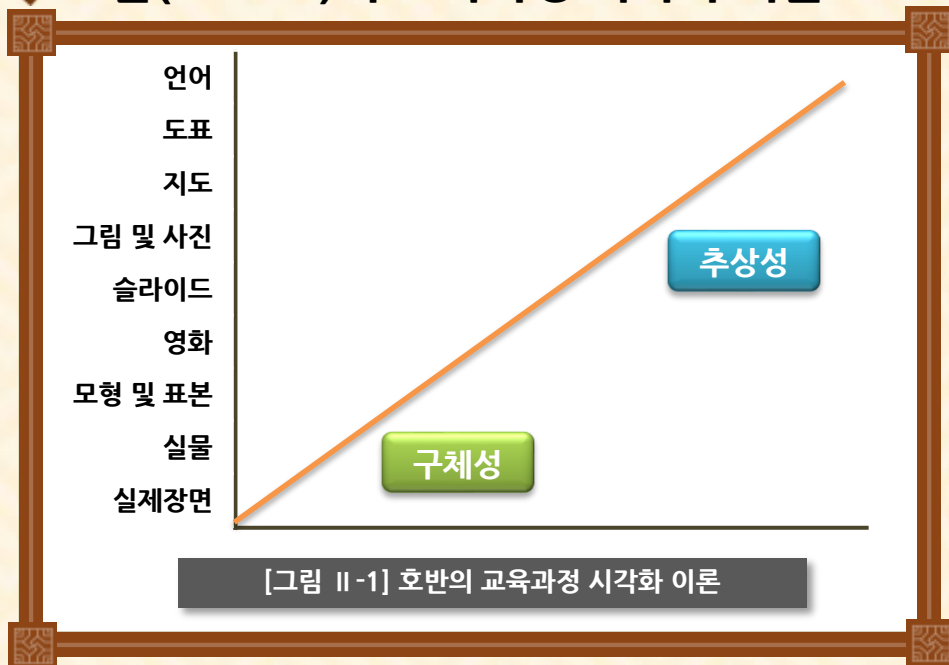 언어
도표
지도
그림 및 사진
슬라이드
영화
모형 및 표본
실물
실제장면
추상성
구체성
[그림 Ⅱ-1] 호반의 교육과정 시각화 이론